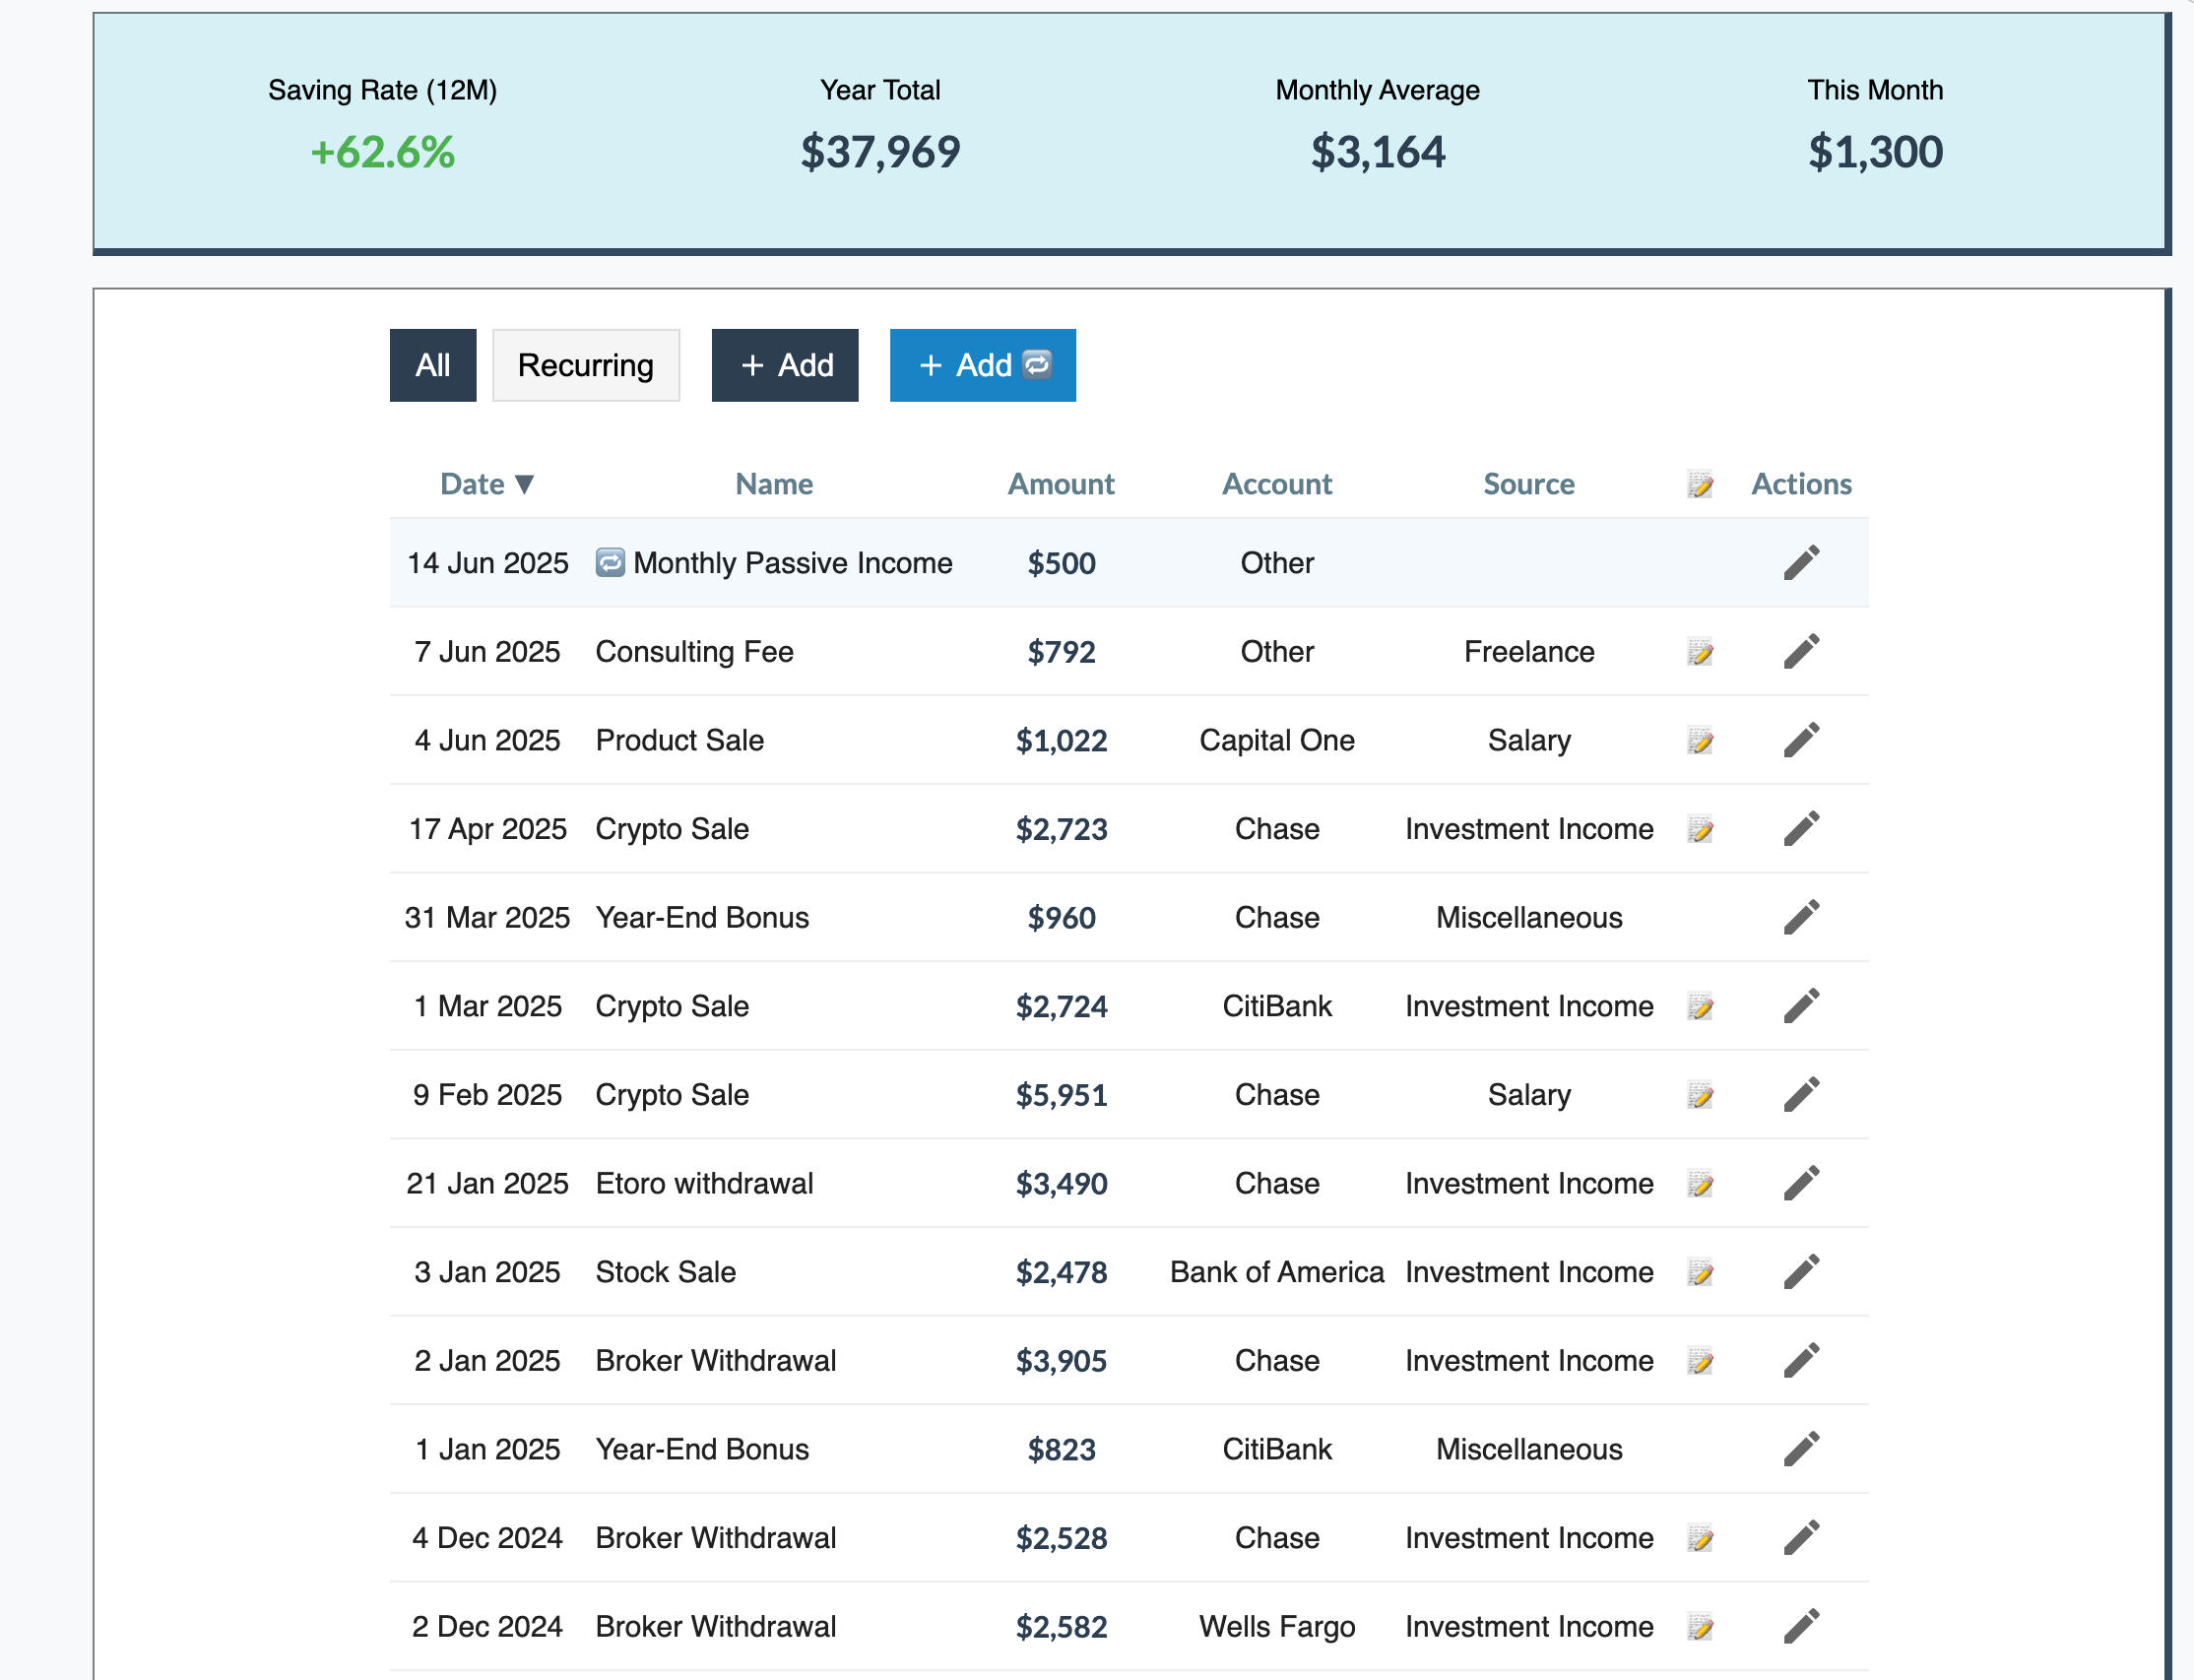 Saving Rate (12M) Year Total Monthly Average This Month
+62.6% $37,969 $3,164 $1,300
All Recurring + Add + Add 🔁
Date ▼ Name Amount Account Source 📝 Actions
14 Jun 2025 🔁 Monthly Passive Income $500 Other
7 Jun 2025 Consulting Fee $792 Other Freelance 📝
4 Jun 2025 Product Sale $1,022 Capital One Salary 📝
17 Apr 2025 Crypto Sale $2,723 Chase Investment Income 📝
31 Mar 2025 Year-End Bonus $960 Chase Miscellaneous
1 Mar 2025 Crypto Sale $2,724 CitiBank Investment Income 📝
9 Feb 2025 Crypto Sale $5,951 Chase Salary 📝
21 Jan 2025 Etoro withdrawal $3,490 Chase Investment Income 📝
3 Jan 2025 Stock Sale $2,478 Bank of America Investment Income 📝
2 Jan 2025 Broker Withdrawal $3,905 Chase Investment Income 📝
1 Jan 2025 Year-End Bonus $823 CitiBank Miscellaneous
4 Dec 2024 Broker Withdrawal $2,528 Chase Investment Income 📝
2 Dec 2024 Broker Withdrawal $2,582 Wells Fargo Investment Income 📝